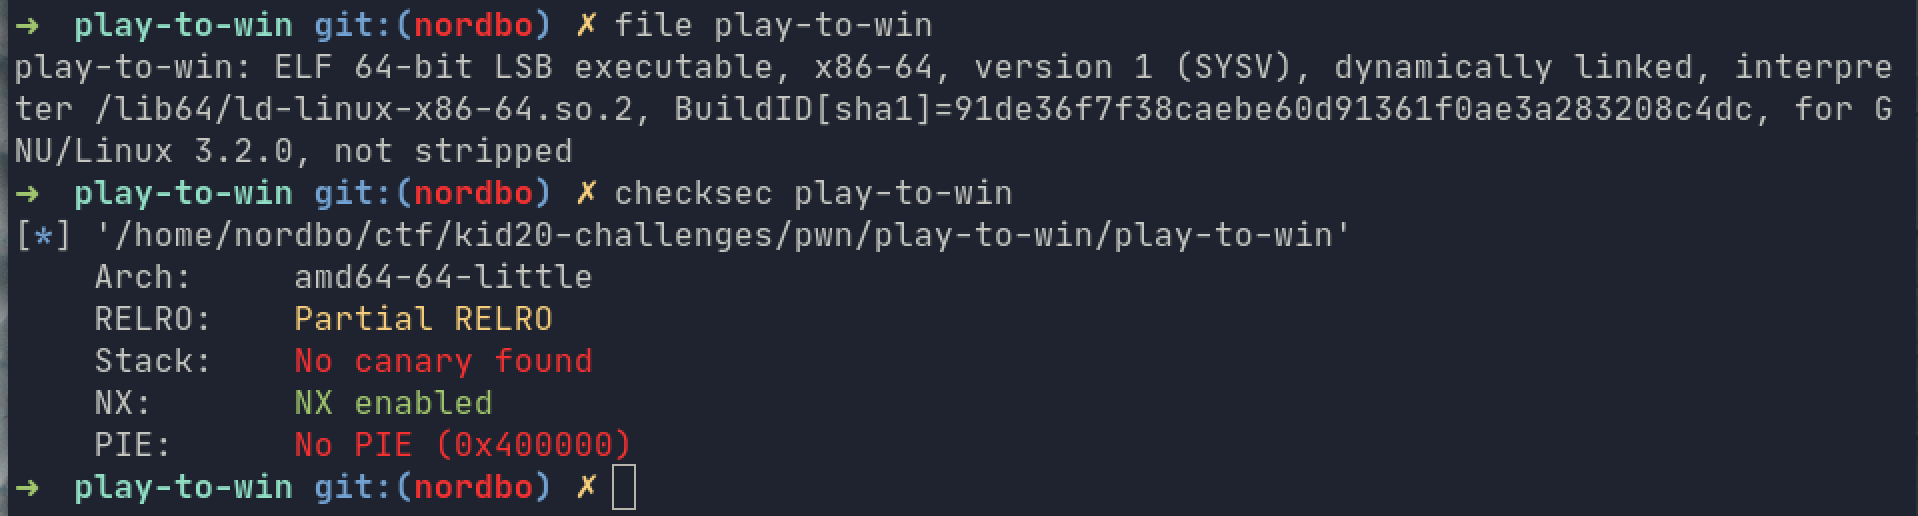 →  play-to-win git:(nordbo) ✗ file play-to-win
play-to-win: ELF 64-bit LSB executable, x86-64, version 1 (SYSV), dynamically linked, interpre
ter /lib64/ld-linux-x86-64.so.2, BuildID[sha1]=91de36f7f38caebe60d91361f0ae3a283208c4dc, for G
NU/Linux 3.2.0, not stripped
→  play-to-win git:(nordbo) ✗ checksec play-to-win
[*] '/home/nordbo/ctf/kid20-challenges/pwn/play-to-win/play-to-win'
    Arch:     amd64-64-little
    RELRO:    Partial RELRO
    Stack:    No canary found
    NX:       NX enabled
    PIE:      No PIE (0x400000)
→  play-to-win git:(nordbo) ✗